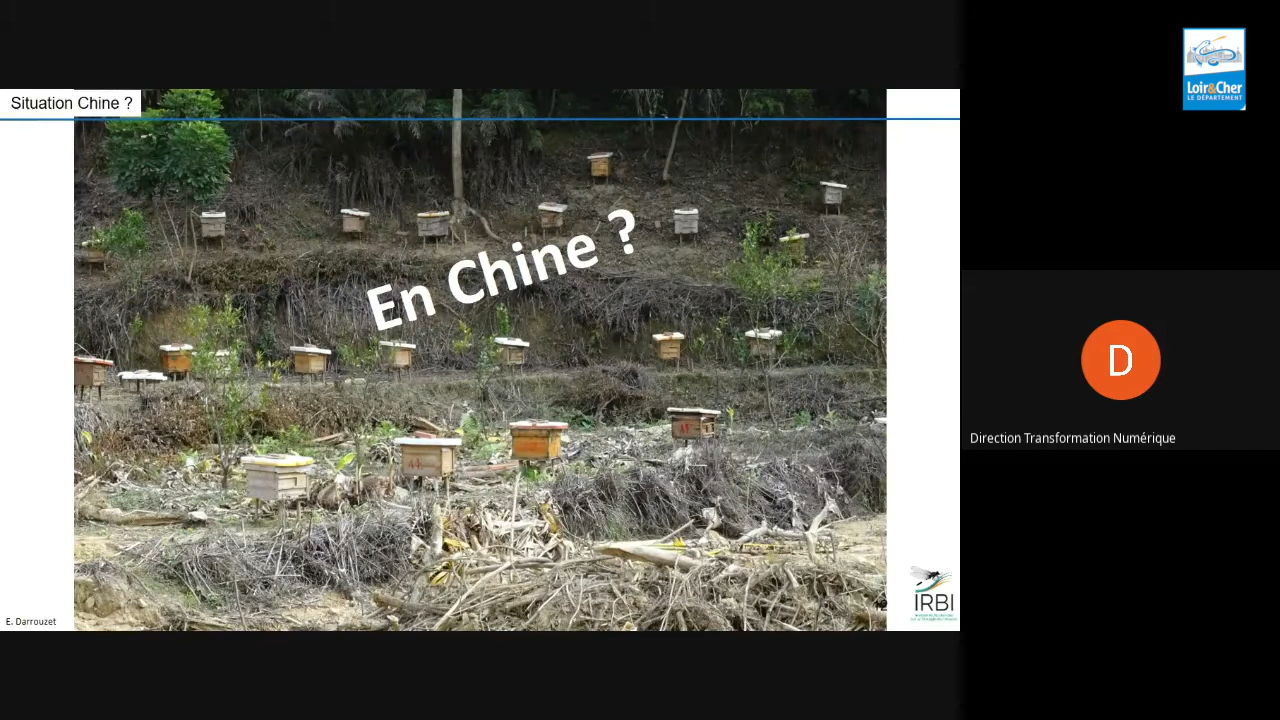 Situation Chine ?
En Chine ?
E. Darrouzet
IRBI
Loir&Cher
LE DÉPARTEMENT
D
Direction Transformation Numérique